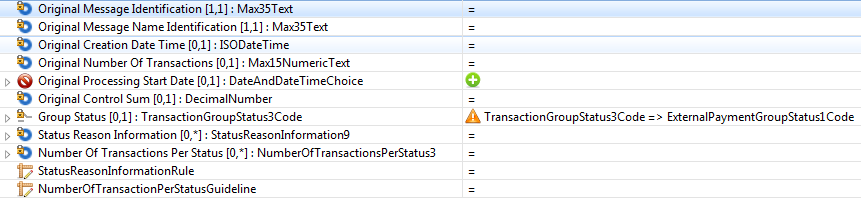 Original Message Identification [1,1] : Max35Text =
Original Message Name Identification [1,1] : Max35Text =
Original Creation Date Time [0,1] : ISODateTime =
Original Number Of Transactions [0,1] : Max15NumericText =
Original Processing Start Date [0,1] : DateAndDateTimeChoice
Original Control Sum [0,1] : DecimalNumber =
Group Status [0,1] : TransactionGroupStatus3Code TransactionGroupStatus3Code => ExternalPaymentGroupStatus1Code
Status Reason Information [0,*] : StatusReasonInformation9 =
Number Of Transactions Per Status [0,*] : NumberOfTransactionsPerStatus3 =
StatusReasonInformationRule =
NumberOfTransactionPerStatusGuideline =